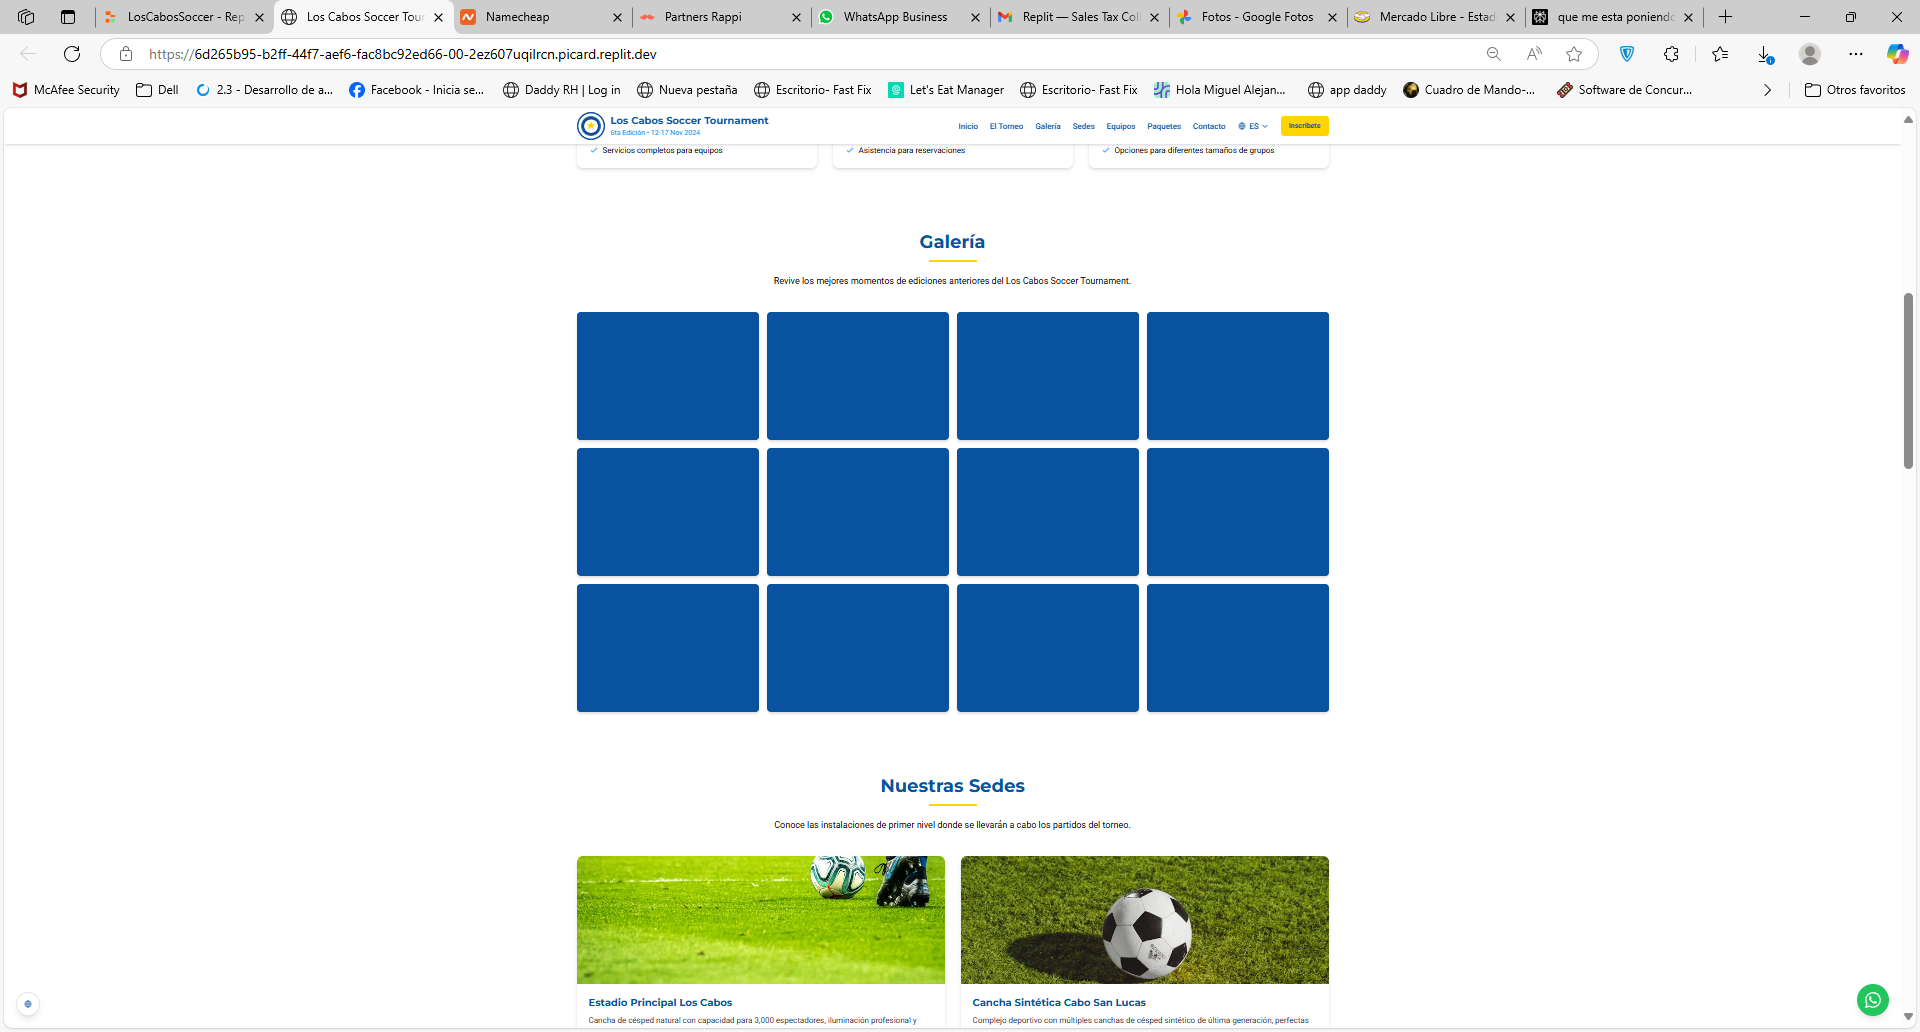 LosCabosSoccer - Rep
Los Cabos Soccer Tour
Namecheap
Partners Rappi
WhatsApp Business
Replit — Sales Tax Coll
Fotos - Google Fotos
Mercado Libre - Estad
que me esta poniendo
https://6d265b95-b2ff-44f7-aef6-fac8bc92ed66-00-2ez607uqilrcn.picard.replit.dev
McAfee Security
Dell
2.3 - Desarrollo de a...
Facebook - Inicia se...
Daddy RH | Log in
Nueva pestaña
Escritorio- Fast Fix
Let's Eat Manager
Escritorio- Fast Fix
Hola Miguel Alejan...
app daddy
Cuadro de Mando-...
Software de Concur...
Otros favoritos
Los Cabos Soccer Tournament
6ta Edición • 12-17 Nov 2024
Inicio
El Torneo
Galería
Sedes
Equipos
Paquetes
Contacto
ES
Inscríbete
Servicios completos para equipos
Asistencia para reservaciones
Opciones para diferentes tamaños de grupos
Galería
Revive los mejores momentos de ediciones anteriores del Los Cabos Soccer Tournament.
Nuestras Sedes
Conoce las instalaciones de primer nivel donde se llevarán a cabo los partidos del torneo.
Estadio Principal Los Cabos
Cancha de césped natural con capacidad para 3,000 espectadores, iluminación profesional y
Cancha Sintética Cabo San Lucas
Complejo deportivo con múltiples canchas de césped sintético de última generación, perfectas